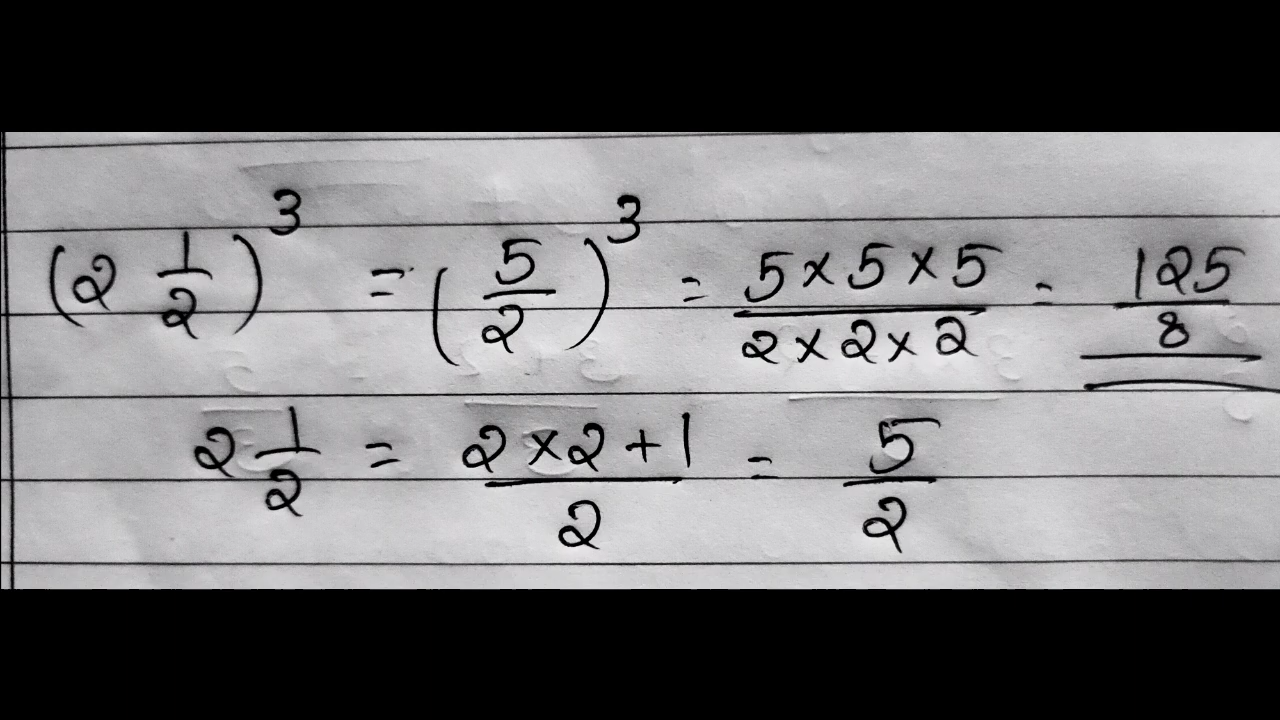 (2 1/2)³ = (5/2)³ = (5×5×5)/(2×2×2) = 125/8
2 1/2 = (2×2+1)/2 = 5/2